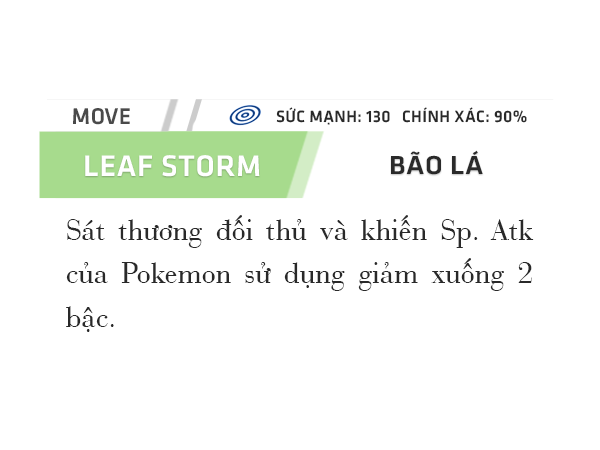 MOVE SỨC MẠNH: 130 CHÍNH XÁC: 90%
LEAF STORM BÃO LÁ
Sát thương đối thủ và khiến Sp. Atk
của Pokemon sử dụng giảm xuống 2
bậc.